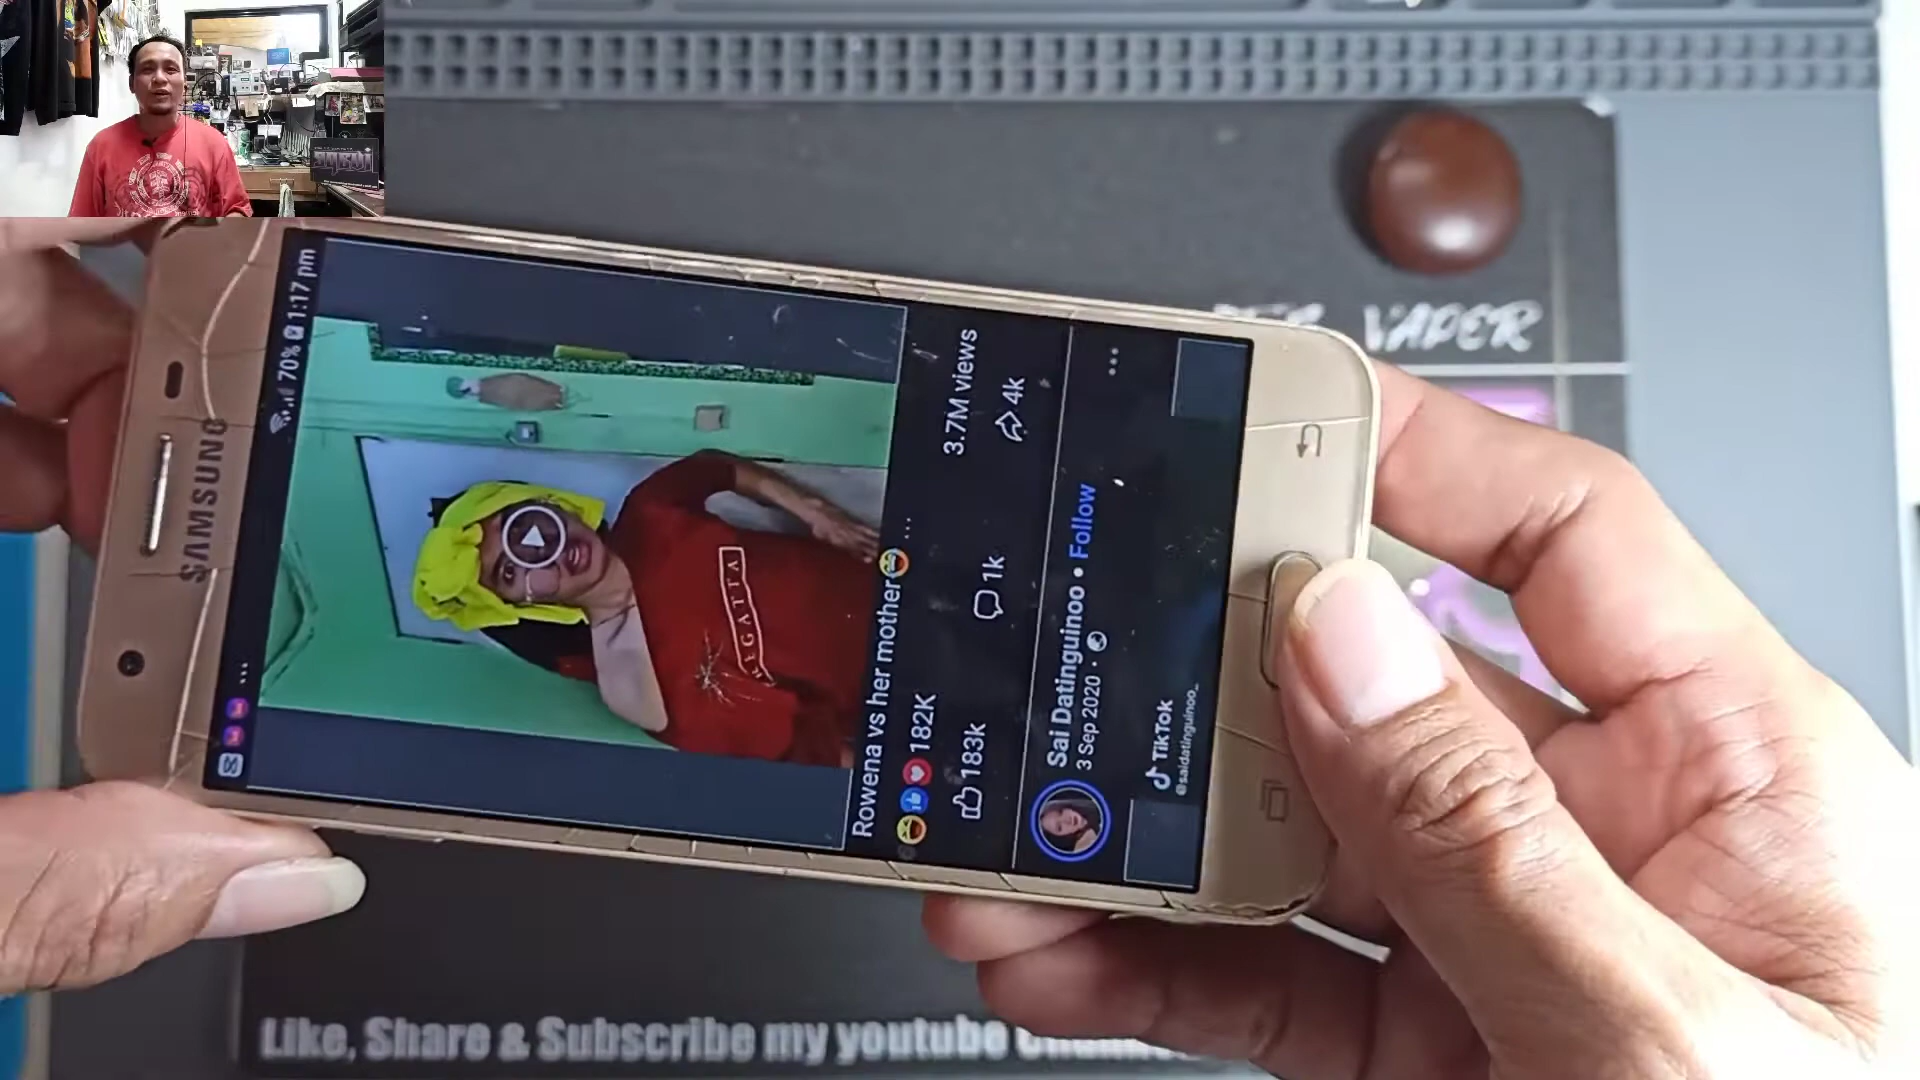 SAMSUNG
70% 1:17 pm
REGATTA
Rowena vs her mother😆...
182K
3.7M views
183k
1k
4k
Sai Datinguinoo • Follow
3 Sep 2020 ·
TikTok
@saidatinguinoo_
VAPER
Like, Share & Subscribe my youtube